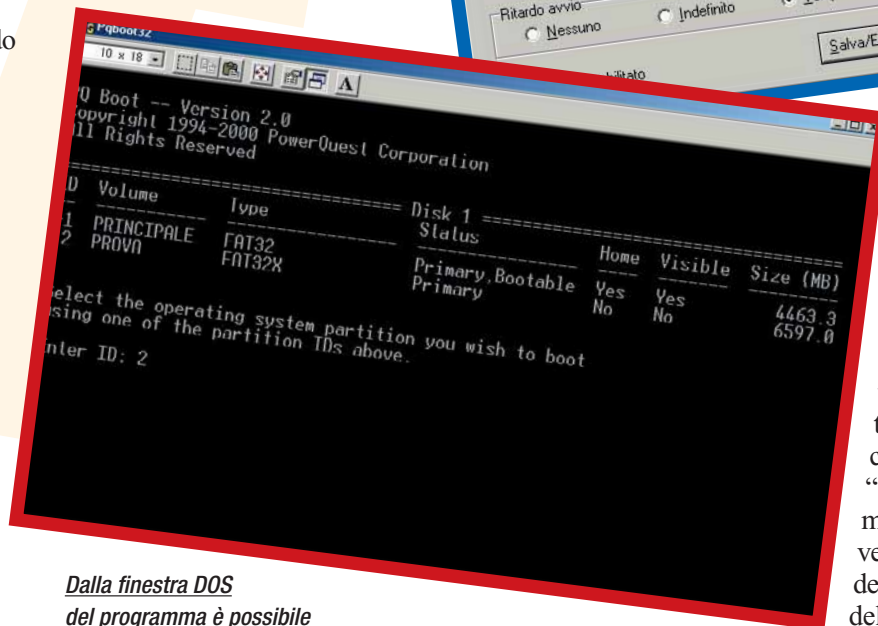 Ritardo avvio
Nessuno
Indefinito
Salva/E
Pqboot32
10 x 18
A
PQ Boot -- Version 2.0
Copyright 1994-2000 PowerQuest Corporation
All Rights Reserved
==== Disk 1 ====
ID Volume Type Status Home Visible Size (MB)
1 PRINCIPALE FAT32 Primary,Bootable Yes Yes 4463.3
2 PROVA FAT32X Primary No No 6597.0
Select the operating system partition you wish to boot
using one of the partition IDs above.
Enter ID: 2
Dalla finestra DOS
del programma è possibile